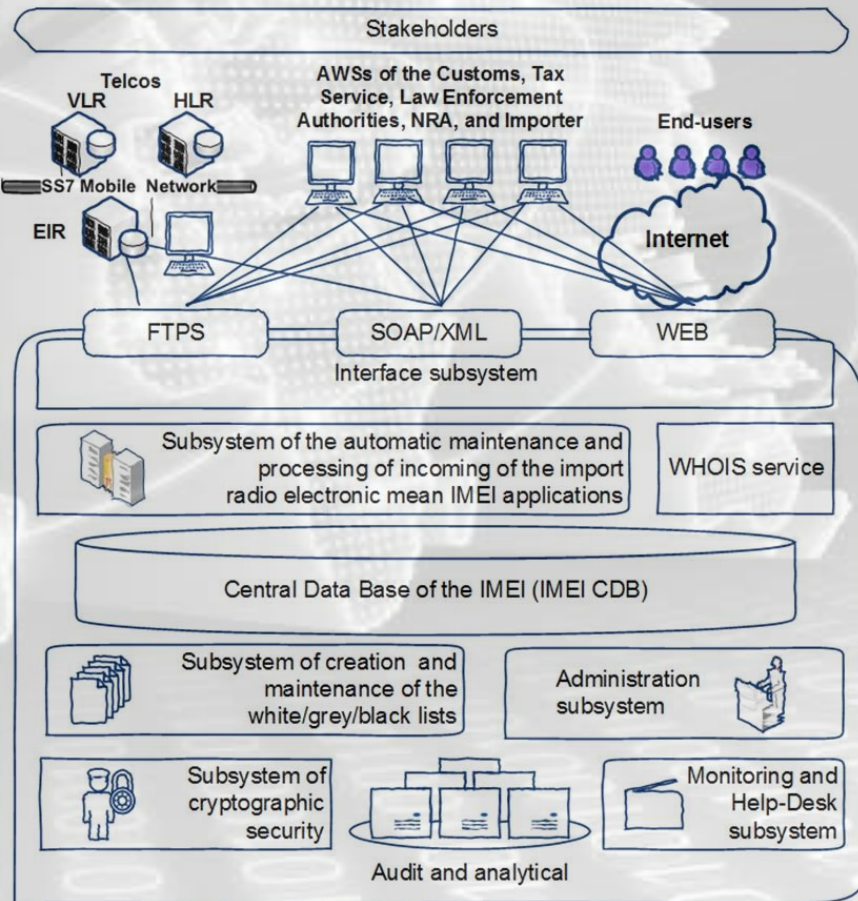 Stakeholders
Telcos
VLR
HLR
SS7 Mobile Network
EIR
AWSs of the Customs, Tax
Service, Law Enforcement
Authorities, NRA, and Importer
End-users
Internet
FTPS
SOAP/XML
WEB
Interface subsystem
Subsystem of the automatic maintenance and
processing of incoming of the import
radio electronic mean IMEI applications
WHOIS service
Central Data Base of the IMEI (IMEI CDB)
Subsystem of creation and
maintenance of the
white/grey/black lists
Administration
subsystem
Subsystem of
cryptographic
security
Audit and analytical
Monitoring and
Help-Desk
subsystem